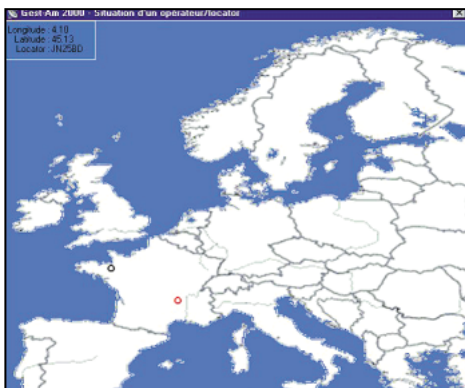 Gest-Am 2000 - Situation d'un opérateur/locator
Longitude : 4.10
Latitude : 45.13
Locator : JN25BD